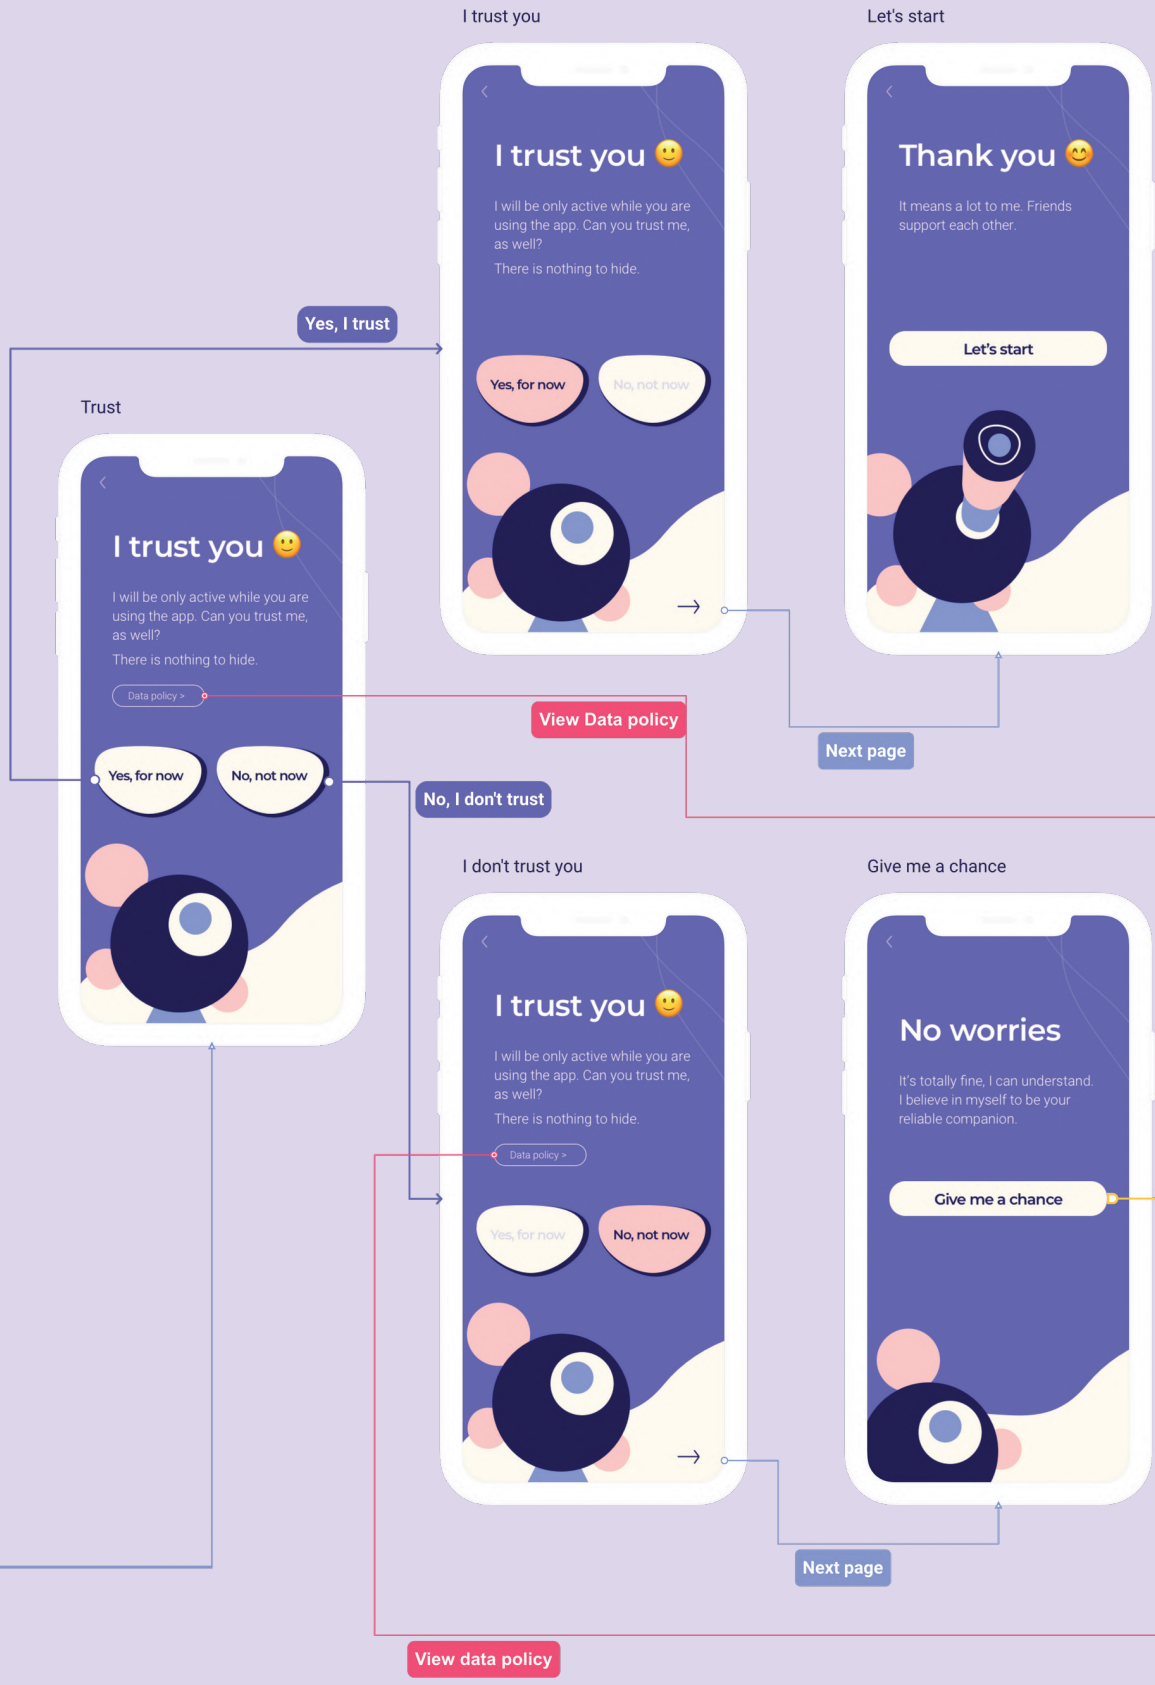 I trust you
Let's start
I trust you 🙂
I will be only active while you are
using the app. Can you trust me,
as well?
There is nothing to hide.
Yes, for now
No, not now
Thank you 😊
It means a lot to me. Friends
support each other.
Let's start
Yes, I trust
Trust
I trust you 🙂
I will be only active while you are
using the app. Can you trust me,
as well?
There is nothing to hide.
Data policy >
Yes, for now
No, not now
View Data policy
Next page
No, I don't trust
I don't trust you
Give me a chance
I trust you 🙂
I will be only active while you are
using the app. Can you trust me,
as well?
There is nothing to hide.
Data policy >
Yes, for now
No, not now
No worries
It's totally fine, I can understand.
I believe in myself to be your
reliable companion.
Give me a chance
Next page
View data policy